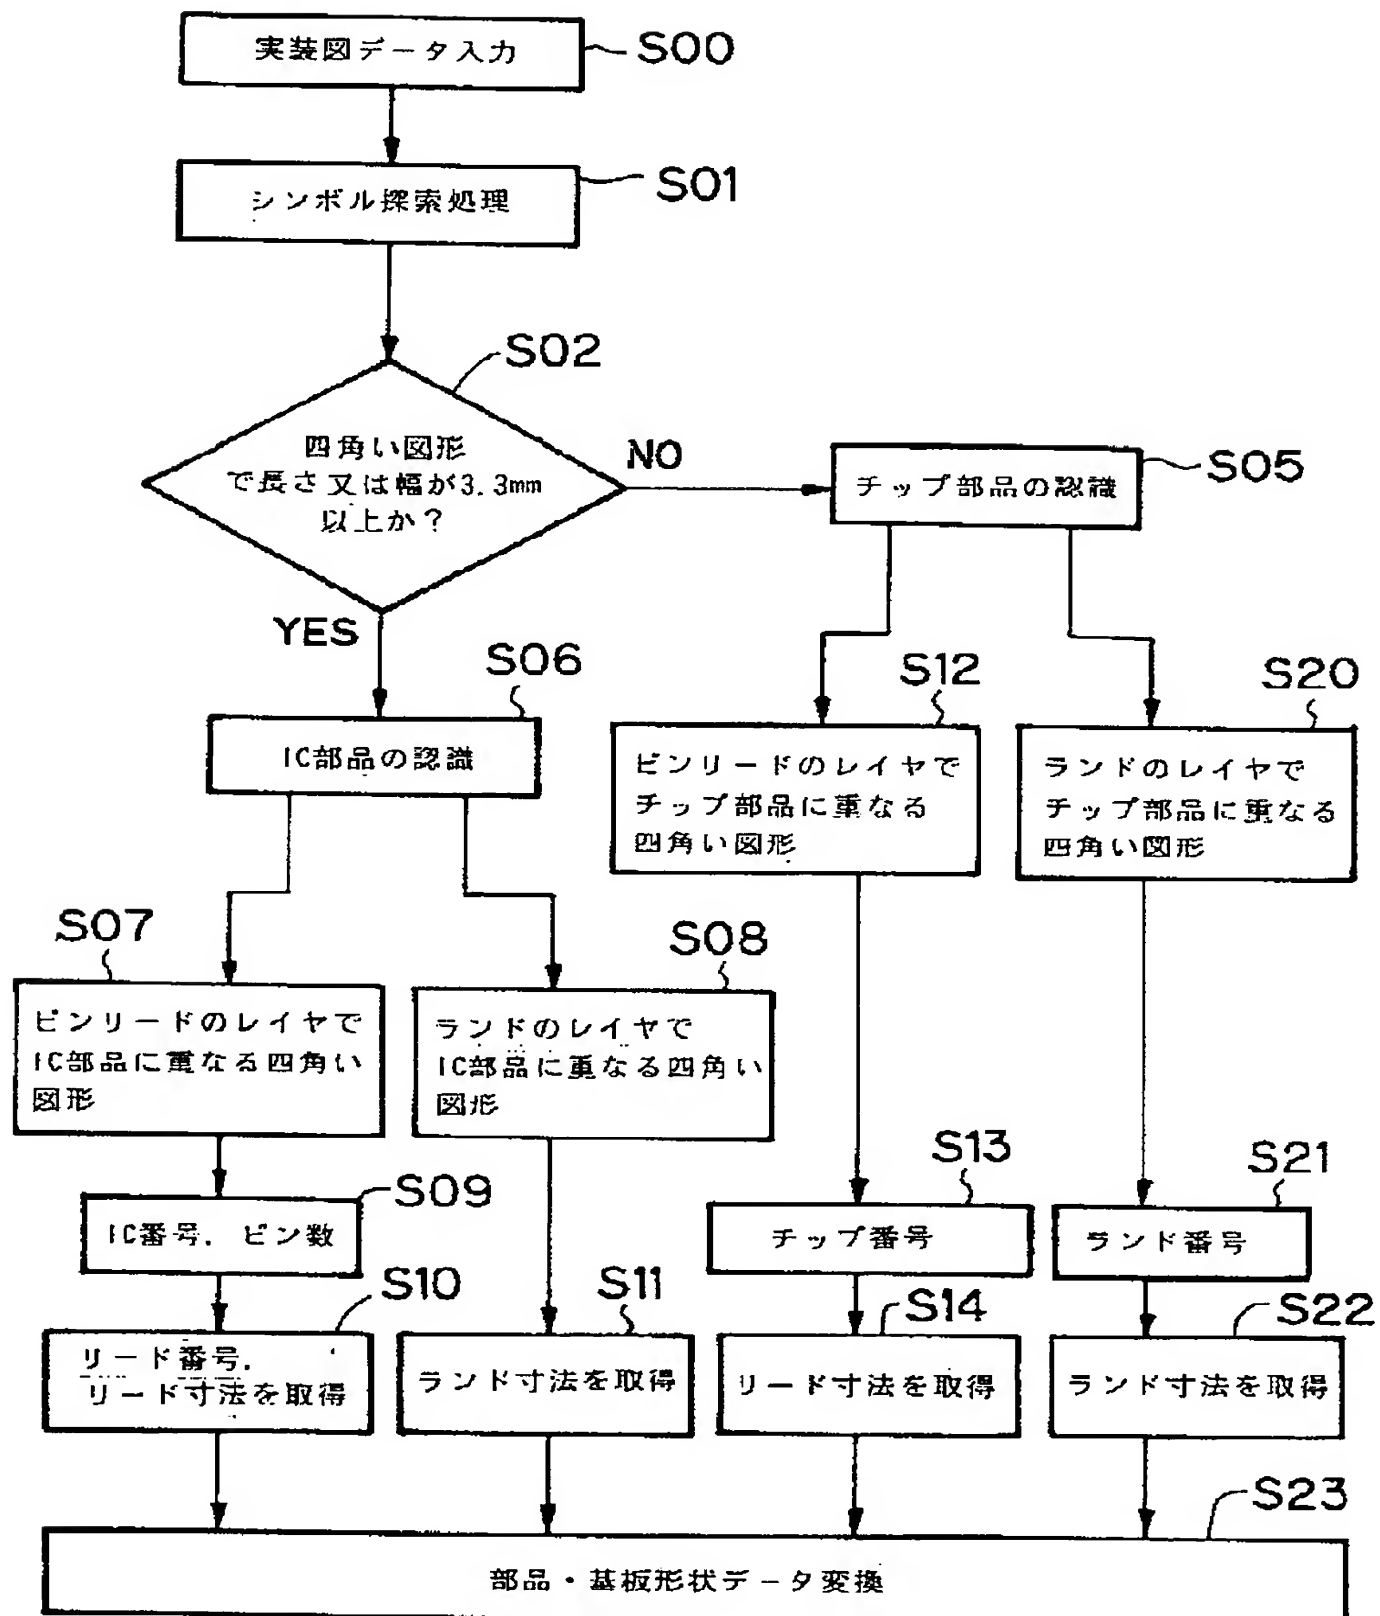 実装図データ入力
S00
シンボル探索処理
S01
S02
四角い図形
で長さ又は幅が3.3mm
以上か？
NO
YES
チップ部品の認識
S05
S06
IC部品の認識
S12
ピンリードのレイヤで
チップ部品に重なる
四角い図形
S20
ランドのレイヤで
チップ部品に重なる
四角い図形
S07
ピンリードのレイヤで
IC部品に重なる四角い
図形
S08
ランドのレイヤで
IC部品に重なる四角い
図形
S09
IC番号．ピン数
S13
チップ番号
S21
ランド番号
S10
リード番号．
リード寸法を取得
S11
ランド寸法を取得
S14
リード寸法を取得
S22
ランド寸法を取得
S23
部品・基板形状データ変換